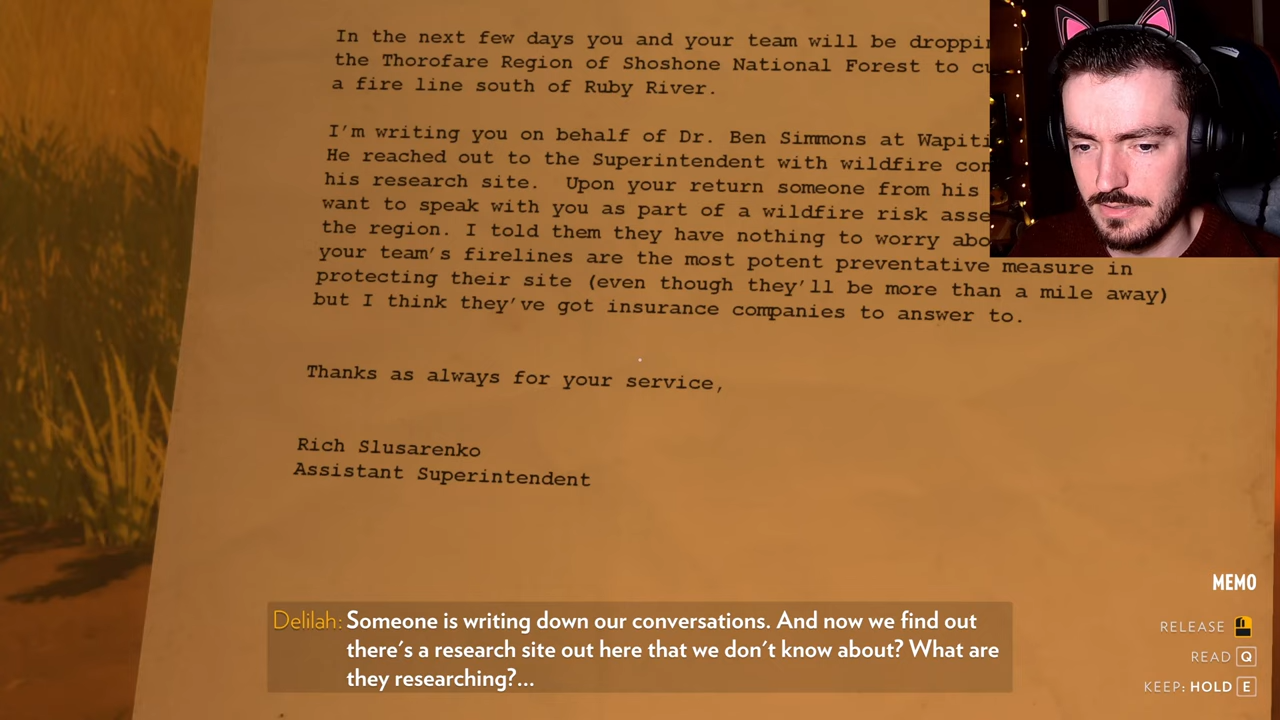 In the next few days you and your team will be
the Thorofare Region of Shoshone National Forest to
a fire line south of Ruby River.
I'm writing you on behalf of Dr. Ben Simmons at Wapiti
He reached out to the Superintendent with wildfire
his research site. Upon your return someone from his
want to speak with you as part of a wildfire risk
the region. I told them they have nothing to worry
your team's firelines are the most potent preventative measure in
protecting their site (even though they'll be more than a mile away)
but I think they've got insurance companies to answer to.
Thanks as always for your service,
Rich Slusarenko
Assistant Superintendent
MEMO
RELEASE
READ Q
KEEP: HOLD E
Delilah: Someone is writing down our conversations. And now we find out
there's a research site out here that we don't know about? What are
they researching?...